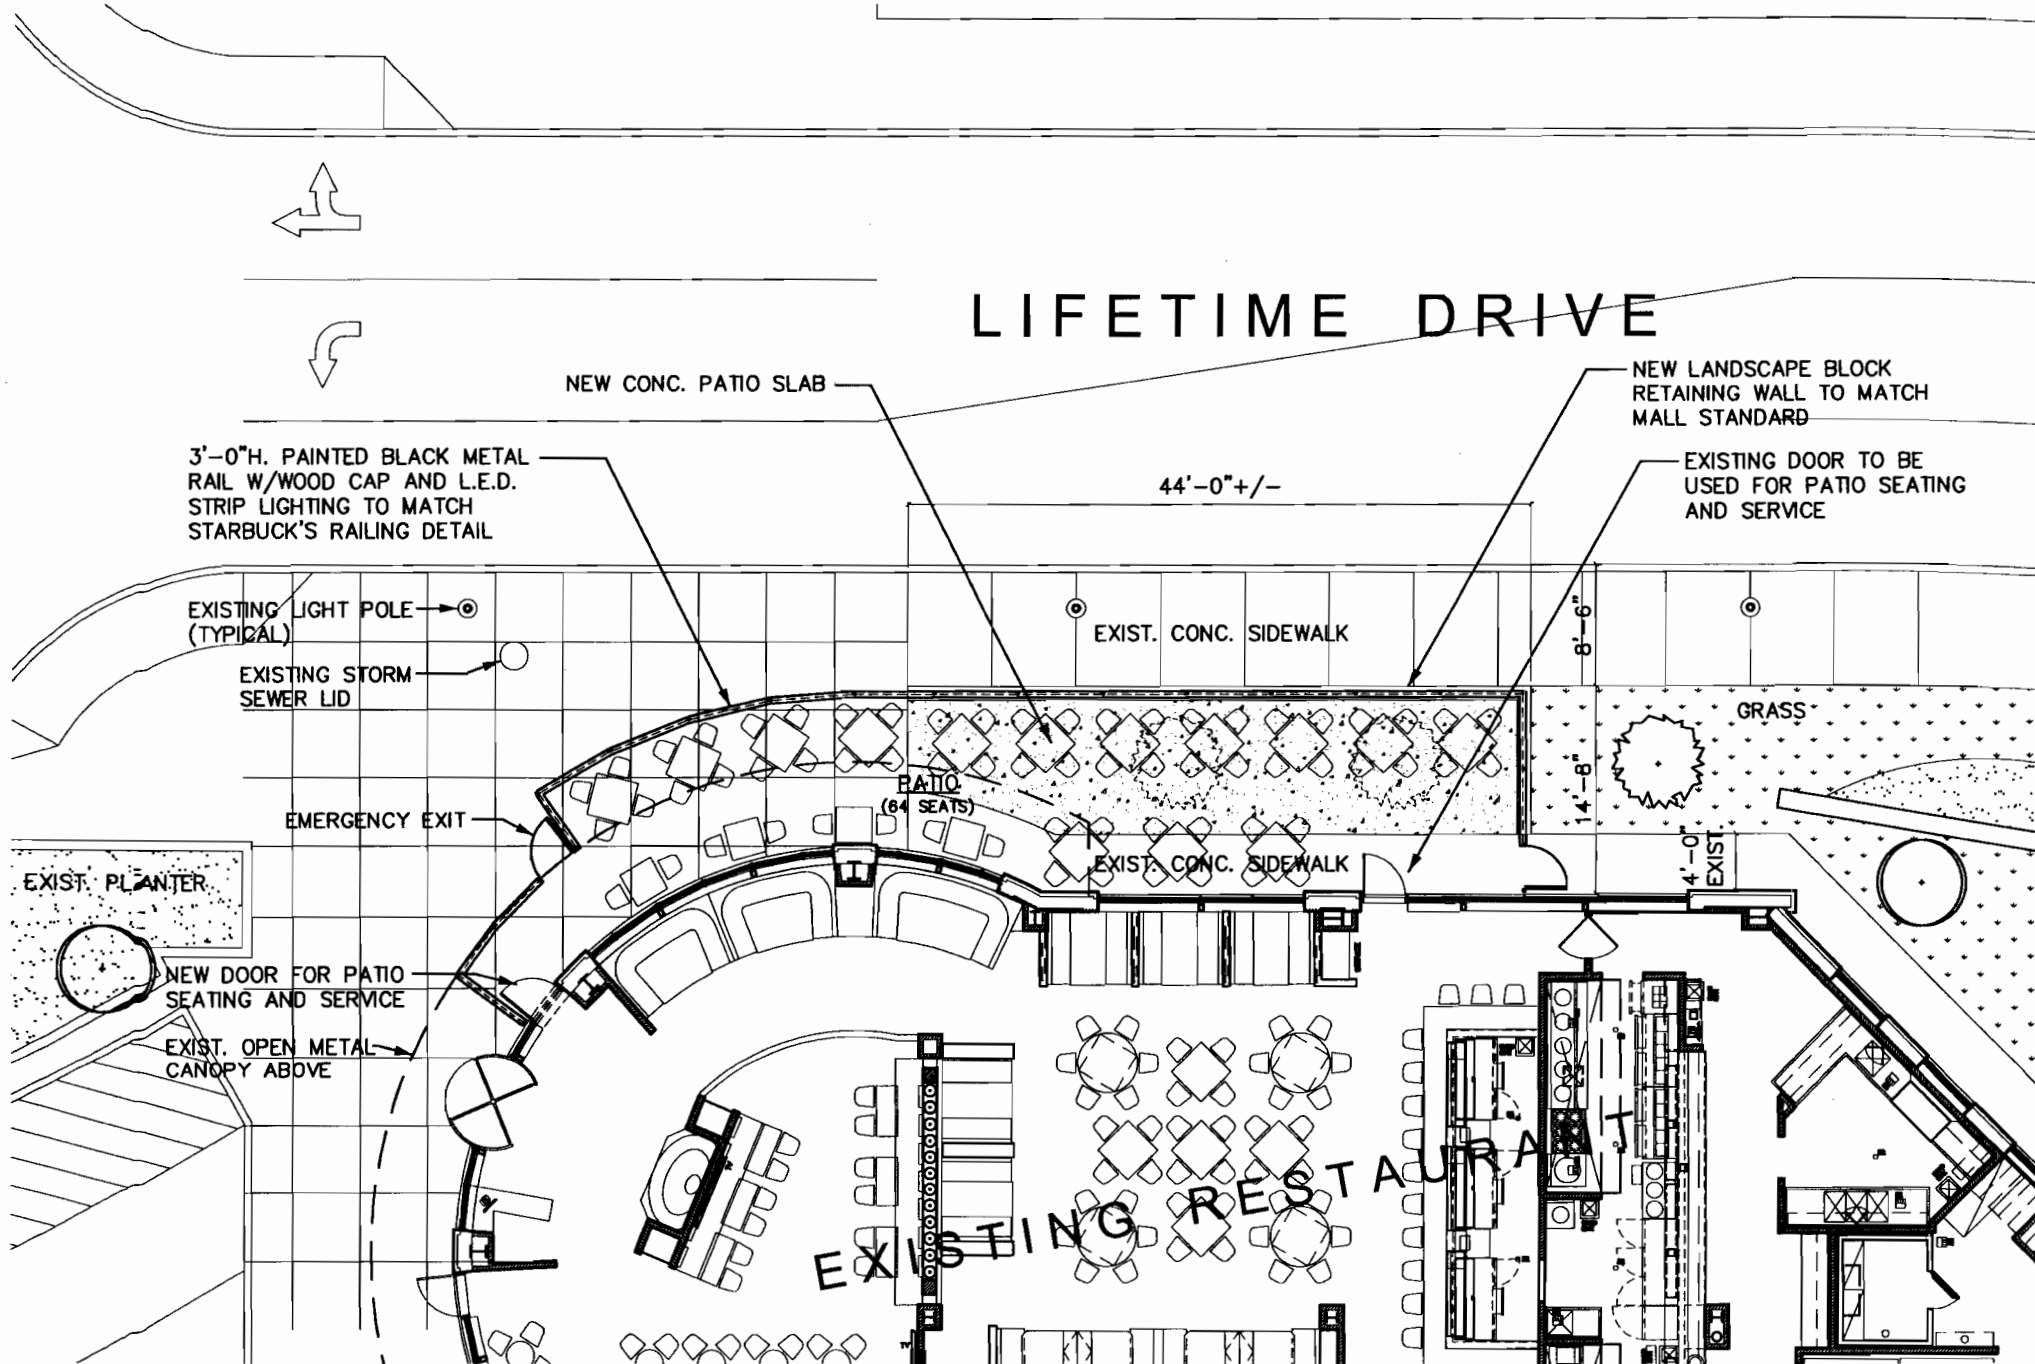 LIFETIME DRIVE
NEW CONC. PATIO SLAB
NEW LANDSCAPE BLOCK
RETAINING WALL TO MATCH
MALL STANDARD
3'-0"H. PAINTED BLACK METAL
RAIL W/WOOD CAP AND L.E.D.
STRIP LIGHTING TO MATCH
STARBUCK'S RAILING DETAIL
44'-0"+/-
EXISTING DOOR TO BE
USED FOR PATIO SEATING
AND SERVICE
EXISTING LIGHT POLE
(TYPICAL)
EXIST. CONC. SIDEWALK
8'-6"
EXISTING STORM
SEWER LID
GRASS
PATIO
(64 SEATS)
14'-8"
EMERGENCY EXIT
EXIST. CONC. SIDEWALK
4'-0"
EXIST.
EXIST. PLANTER
NEW DOOR FOR PATIO
SEATING AND SERVICE
EXIST. OPEN METAL
CANOPY ABOVE
EXISTING RESTAURANT
TV
TV